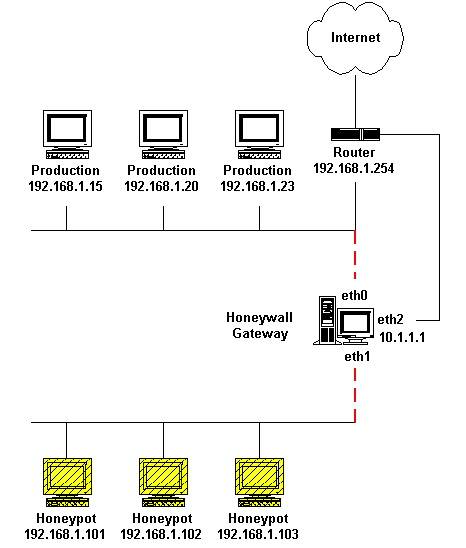 Internet
Production
192.168.1.15
Production
192.168.1.20
Production
192.168.1.23
Router
192.168.1.254
eth0
Honeywall
Gateway
eth2
10.1.1.1
eth1
Honeypot
192.168.1.101
Honeypot
192.168.1.102
Honeypot
192.168.1.103